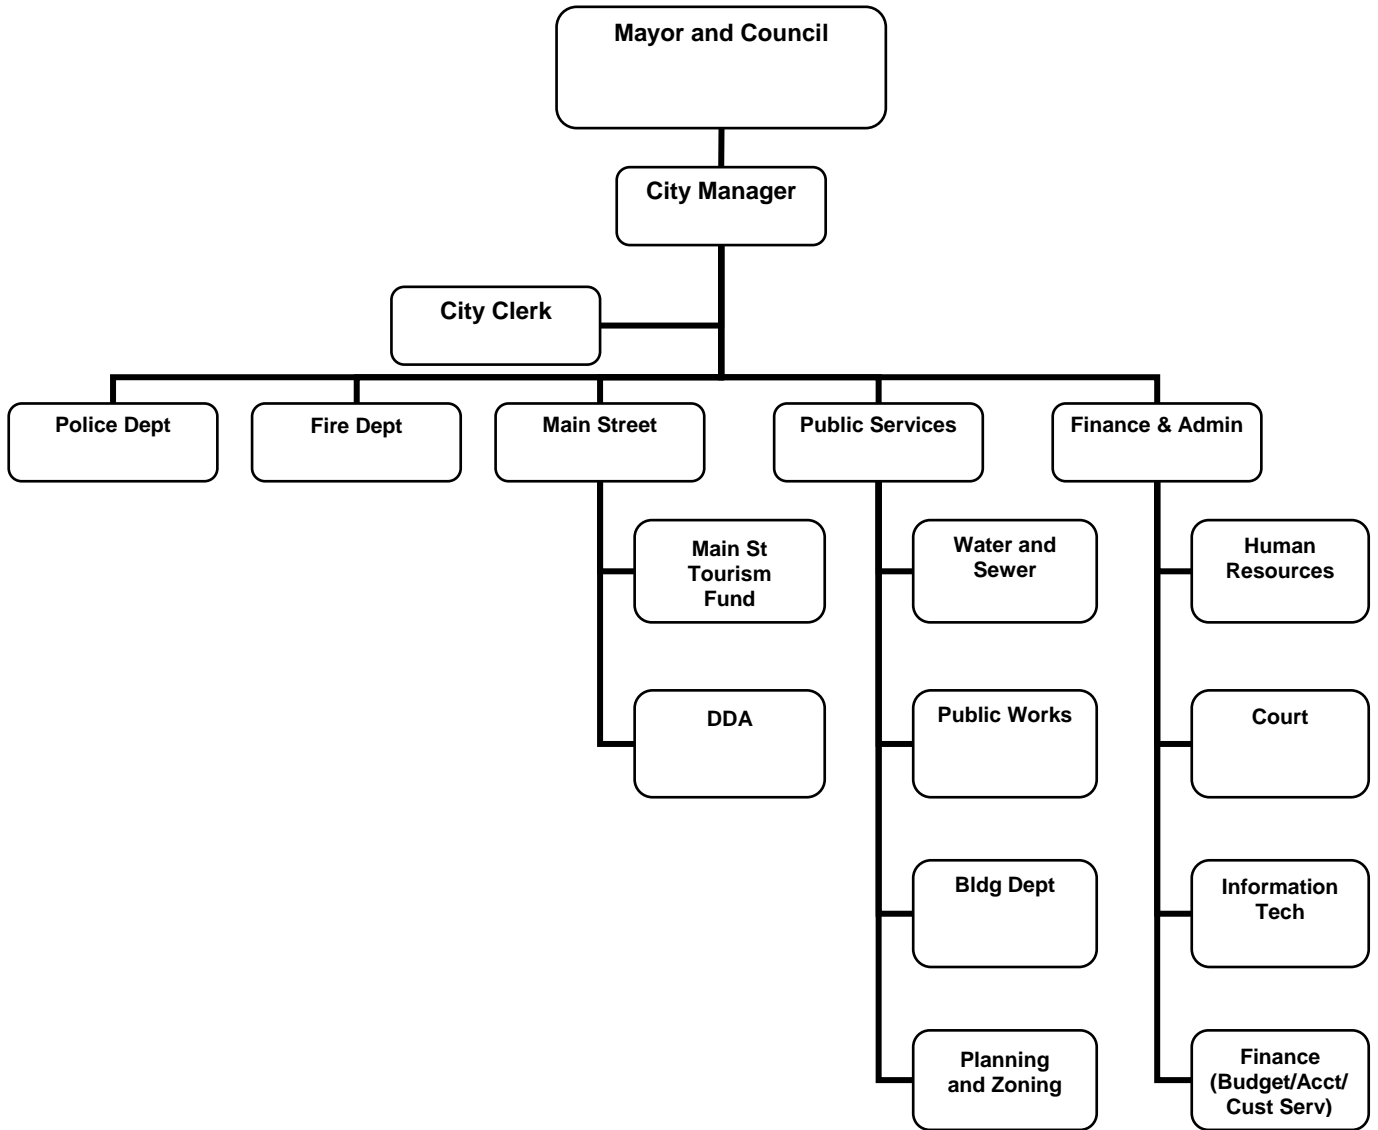 Mayor and Council
City Manager
City Clerk
Police Dept
Fire Dept
Main Street
Public Services
Finance & Admin
Main St
Tourism
Fund
Water and
Sewer
Human
Resources
DDA
Public Works
Court
Bldg Dept
Information
Tech
Planning
and Zoning
Finance
(Budget/Acct/
Cust Serv)